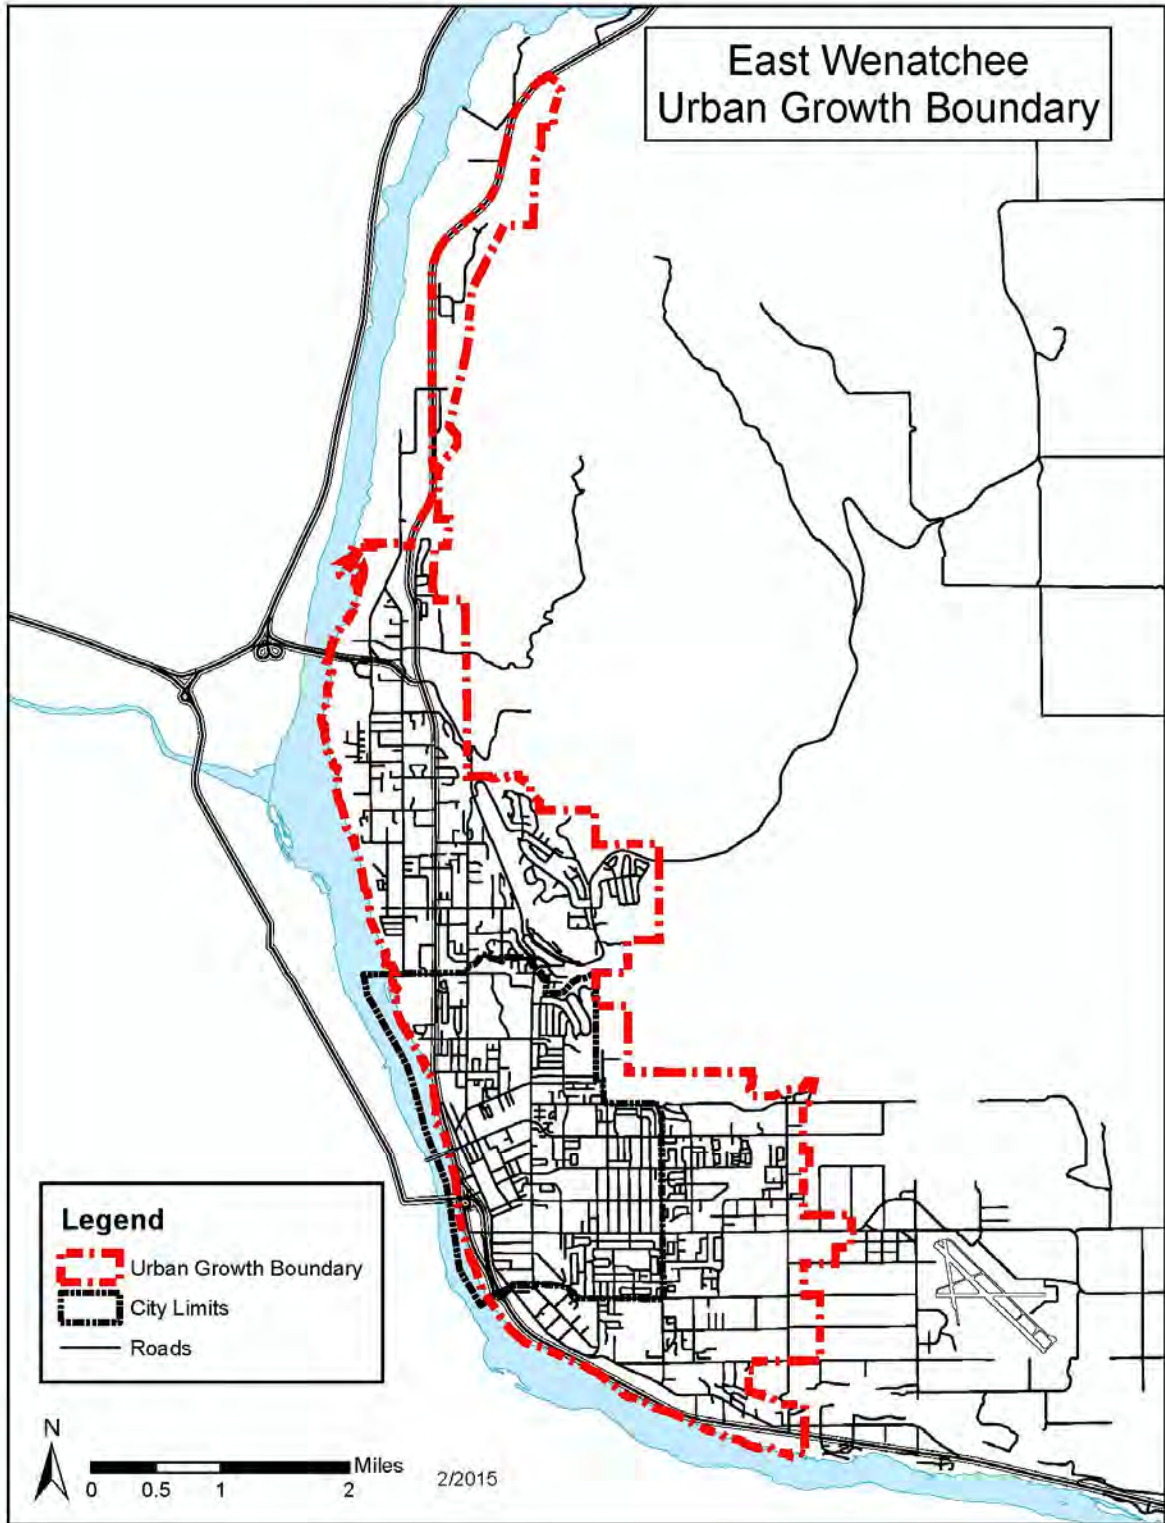 East Wenatchee
Urban Growth Boundary
Legend
Urban Growth Boundary
City Limits
Roads
N
Miles
0 0.5 1 2
2/2015